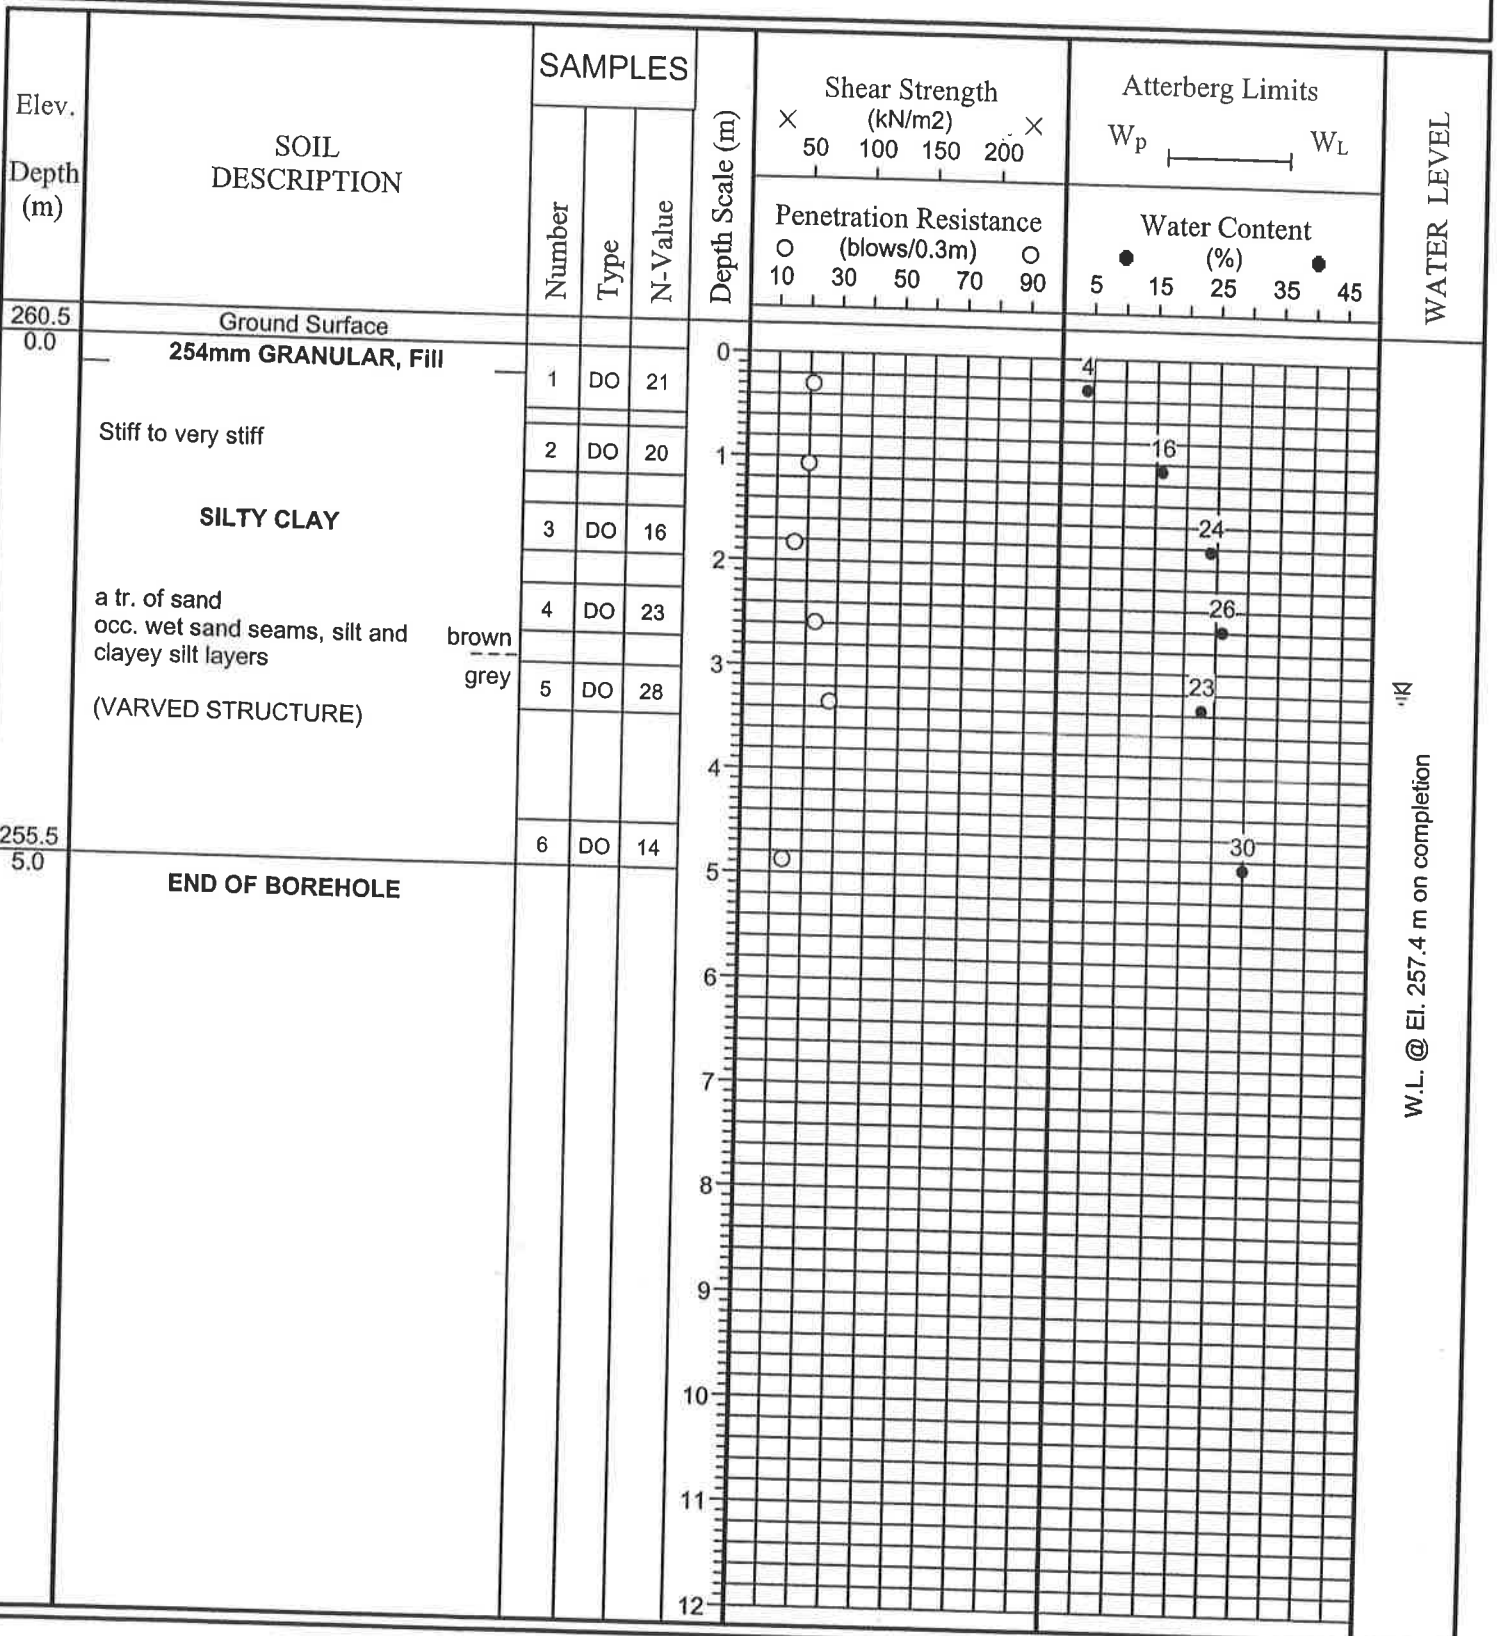 Elev.
Depth
(m)
SOIL
DESCRIPTION
SAMPLES
Number
Type
N-Value
Depth Scale (m)
Shear Strength
× (kN/m2) ×
50 100 150 200
Penetration Resistance
(blows/0.3m)
10 30 50 70 90
Atterberg Limits
Wp WL
Water Content
(%)
5 15 25 35 45
WATER LEVEL
260.5
0.0
Ground Surface
254mm GRANULAR, Fill
1 DO 21
Stiff to very stiff
2 DO 20
SILTY CLAY
3 DO 16
a tr. of sand
occ. wet sand seams, silt and
clayey silt layers
brown
grey
4 DO 23
(VARVED STRUCTURE)
5 DO 28
255.5
5.0
6 DO 14
END OF BOREHOLE
0
1
2
3
4
5
6
7
8
9
10
11
12
4
16
24
26
23
30
W.L. @ El. 257.4 m on completion